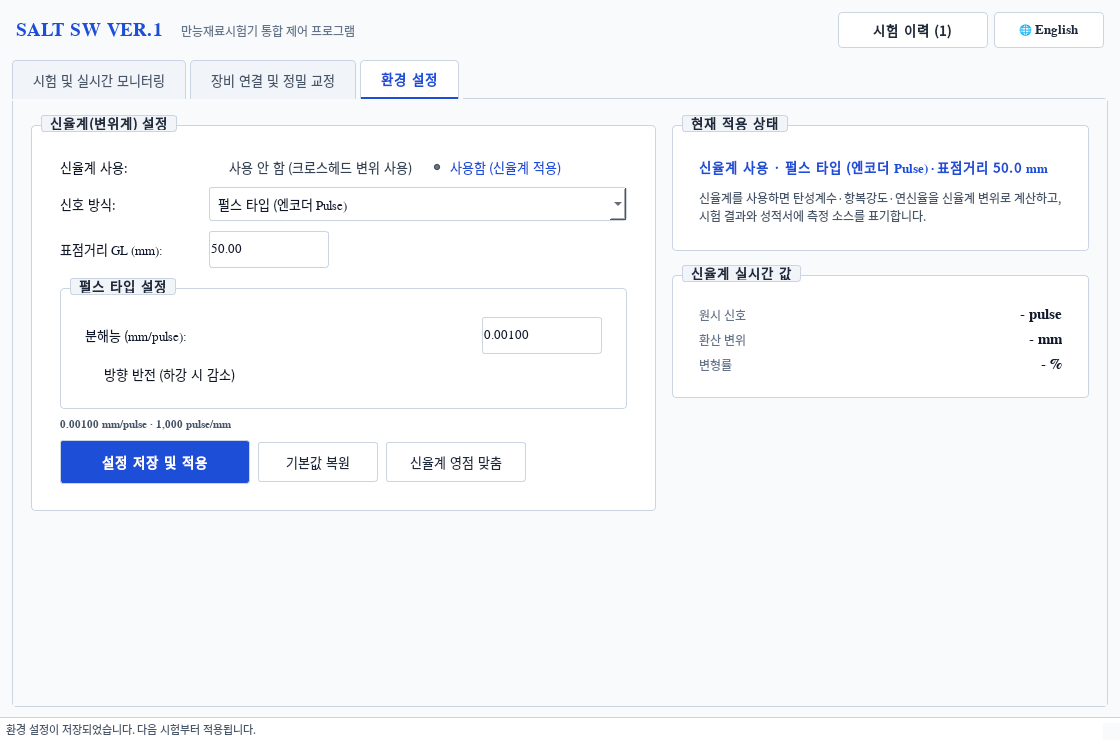 SALT SW VER.1 만능재료시험기 통합 제어 프로그램
시험 이력 (1)
🌐 English
시험 및 실시간 모니터링
장비 연결 및 정밀 교정
환경 설정
신율계(변위계) 설정
신율계 사용:
사용 안 함 (크로스헤드 변위 사용)
사용함 (신율계 적용)
신호 방식:
펄스 타입 (엔코더 Pulse)
표점거리 GL (mm):
50.00
펄스 타입 설정
분해능 (mm/pulse):
0.00100
방향 반전 (하강 시 감소)
0.00100 mm/pulse · 1,000 pulse/mm
설정 저장 및 적용
기본값 복원
신율계 영점 맞춤
현재 적용 상태
신율계 사용 · 펄스 타입 (엔코더 Pulse) · 표점거리 50.0 mm
신율계를 사용하면 탄성계수 · 항복강도 · 연신율을 신율계 변위로 계산하고,
시험 결과와 성적서에 측정 소스를 표기합니다.
신율계 실시간 값
원시 신호
- pulse
환산 변위
- mm
변형률
- %
환경 설정이 저장되었습니다. 다음 시험부터 적용됩니다.